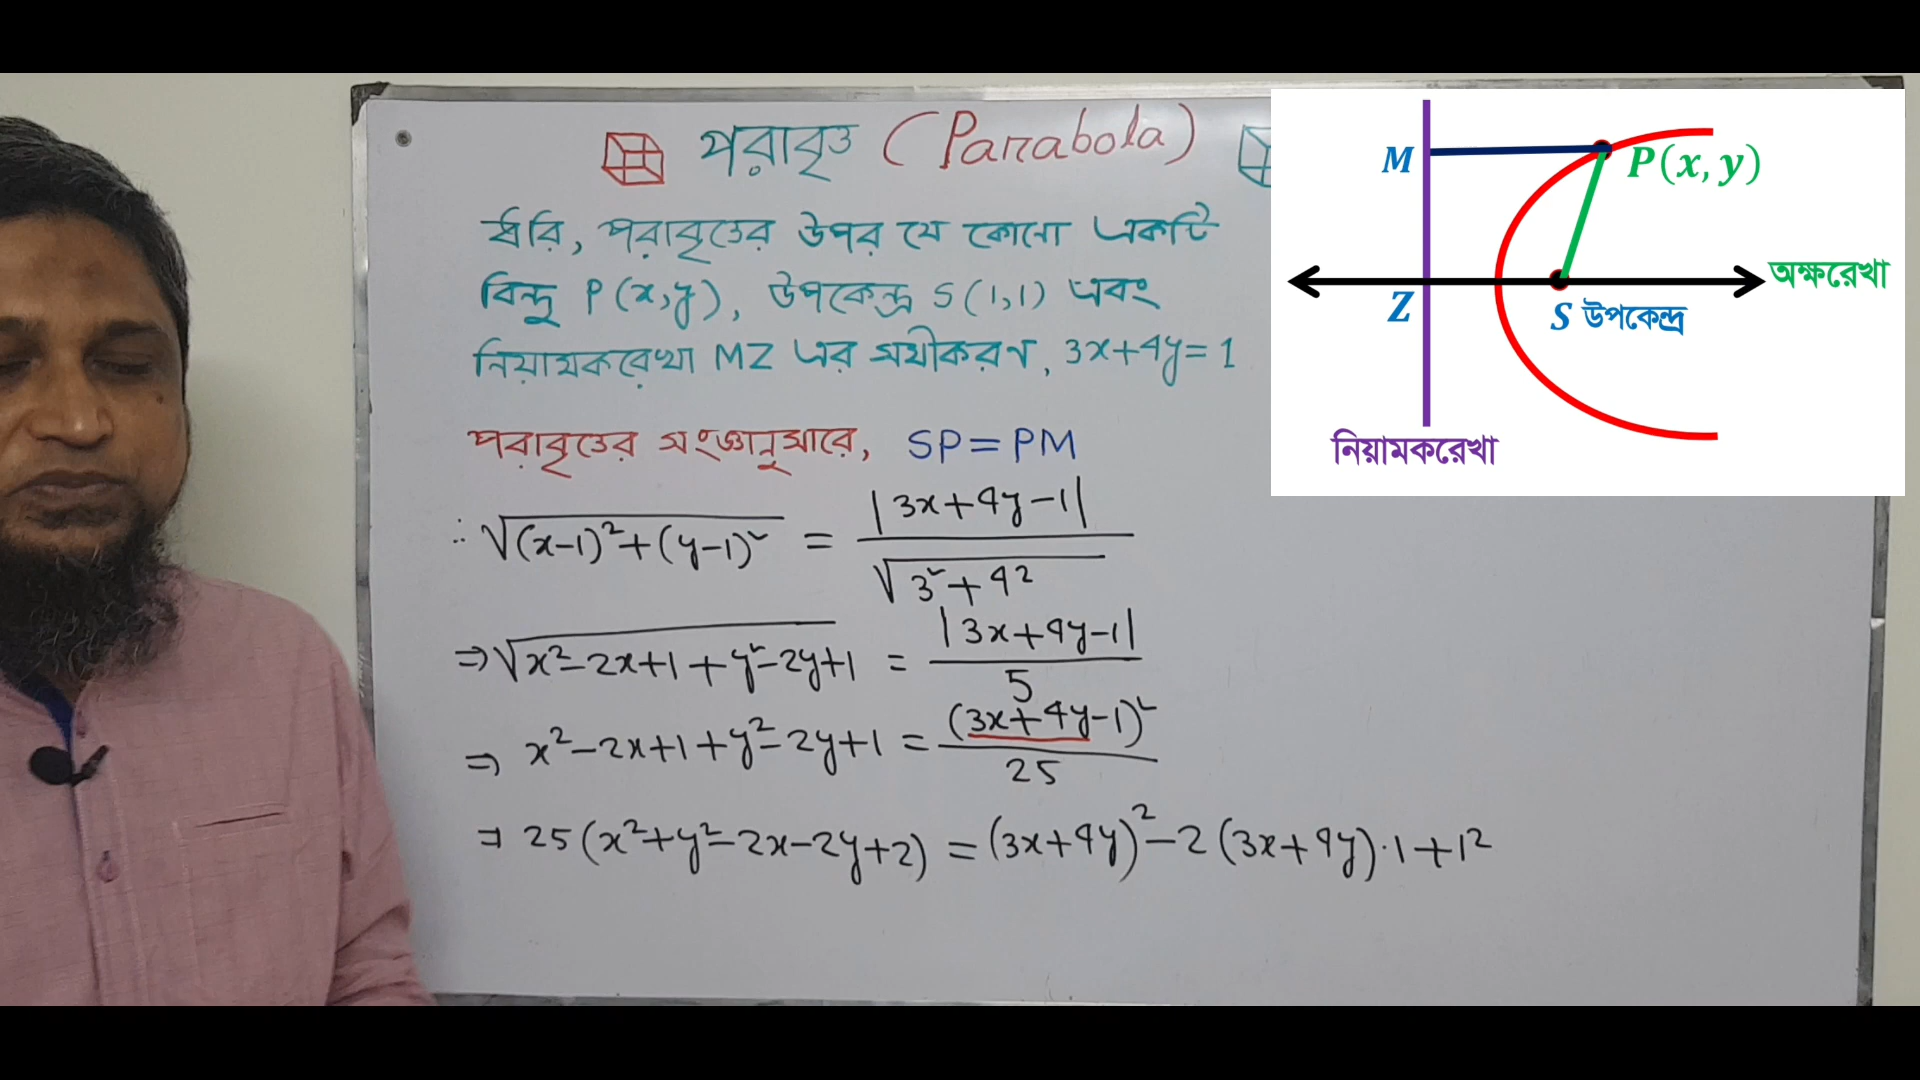 পরাবৃত্ত (Parabola)
ধরি, পরাবৃত্তের উপর যে কোনো একটি
বিন্দু P(x,y), উপকেন্দ্র S(1,1) এবং
নিয়ামকরেখা MZ এর সমীকরণ, 3x+4y=1
পরাবৃত্তের সংজ্ঞানুসারে, SP=PM
∴ √((x-1)²+(y-1)²) = |3x+4y-1| / √(3²+4²)
⇒ √(x²-2x+1+y²-2y+1) = |3x+4y-1| / 5
⇒ x²-2x+1+y²-2y+1 = (3x+4y-1)² / 25
⇒ 25(x²+y²-2x-2y+2) = (3x+4y)²-2(3x+4y)·1+1²
M
P(x, y)
অক্ষরেখা
Z
S উপকেন্দ্র
নিয়ামকরেখা